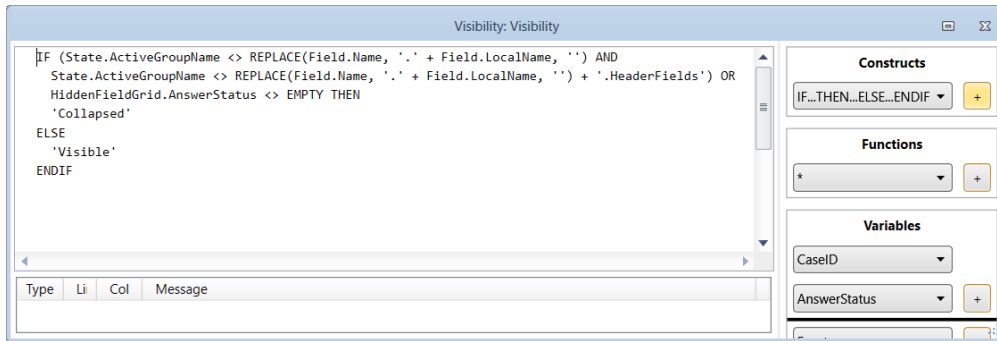 Visibility: Visibility
IF (State.ActiveGroupName <> REPLACE(Field.Name, '.' + Field.LocalName, '') AND
State.ActiveGroupName <> REPLACE(Field.Name, '.' + Field.LocalName, '') + '.HeaderFields') OR
HiddenFieldGrid.AnswerStatus <> EMPTY THEN
'Collapsed'
ELSE
'Visible'
ENDIF
Type Li Col Message
Constructs
IF...THEN...ELSE...ENDIF +
Functions
* +
Variables
CaseID
AnswerStatus +